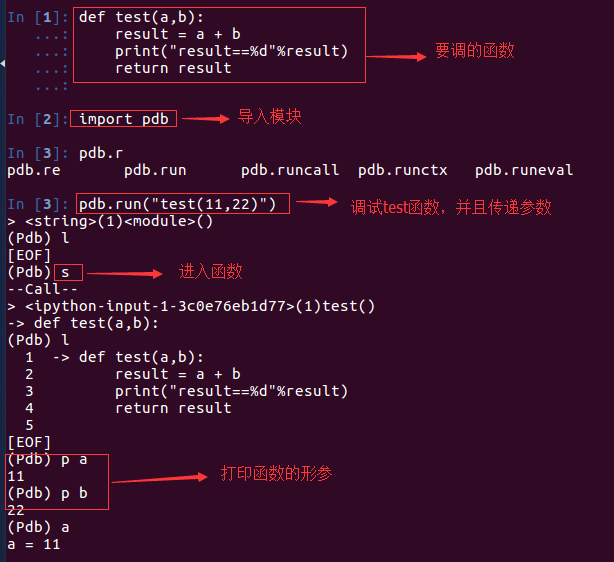 In [1]: def test(a,b):
   ...:     result = a + b
   ...:     print("result==%d"%result)
   ...:     return result
   ...:
要调的函数
In [2]: import pdb
导入模块
In [3]: pdb.r
pdb.re pdb.run pdb.runcall pdb.runctx pdb.runeval
In [3]: pdb.run("test(11,22)")
调试test函数，并且传递参数
> <string>(1)<module>()
(Pdb) l
[EOF]
(Pdb) s
进入函数
--Call--
> <ipython-input-1-3c0e76eb1d77>(1)test()
-> def test(a,b):
(Pdb) l
  1  -> def test(a,b):
  2         result = a + b
  3         print("result==%d"%result)
  4         return result
  5
[EOF]
(Pdb) p a
11
打印函数的形参
(Pdb) p b
22
(Pdb) a
a = 11